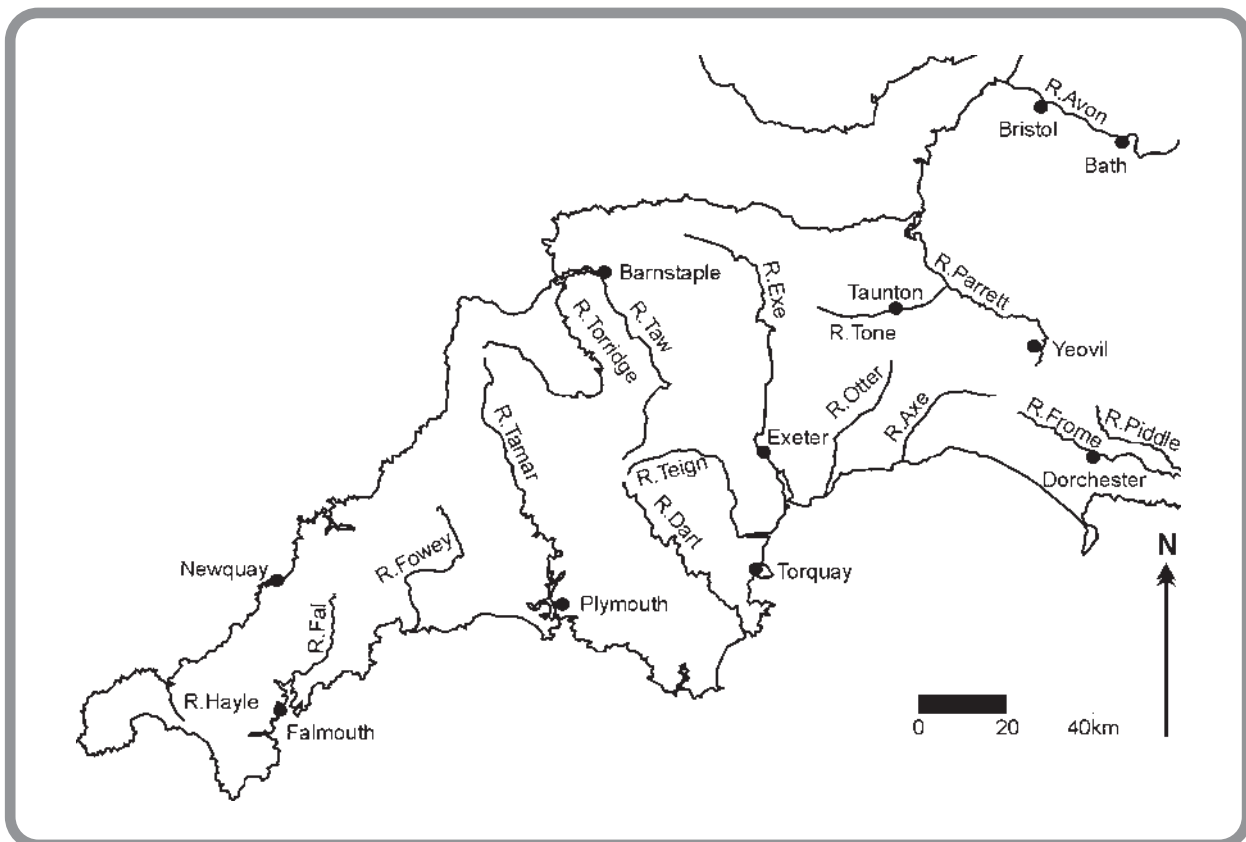 R.Avon
Bristol
Bath
R.Exe
R.Parrett
Barnstaple
Taunton
R.Taw
R.Torridge
R.Tone
Yeovil
R.Otter
R.Axe
R.Frome
R.Piddle
R.Tamar
Exeter
R.Teign
Dorchester
R.Dart
R.Fowey
N
Newquay
Torquay
Plymouth
R.Fal
R.Hayle
Falmouth
0 20 40km